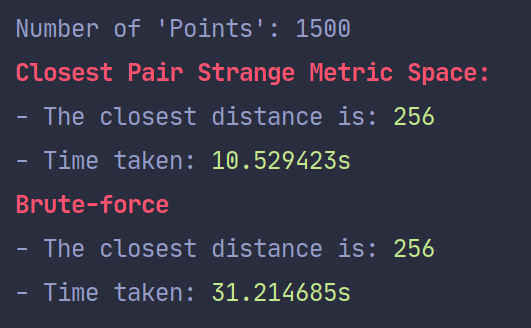 Number of 'Points': 1500
Closest Pair Strange Metric Space:
- The closest distance is: 256
- Time taken: 10.529423s
Brute-force
- The closest distance is: 256
- Time taken: 31.214685s